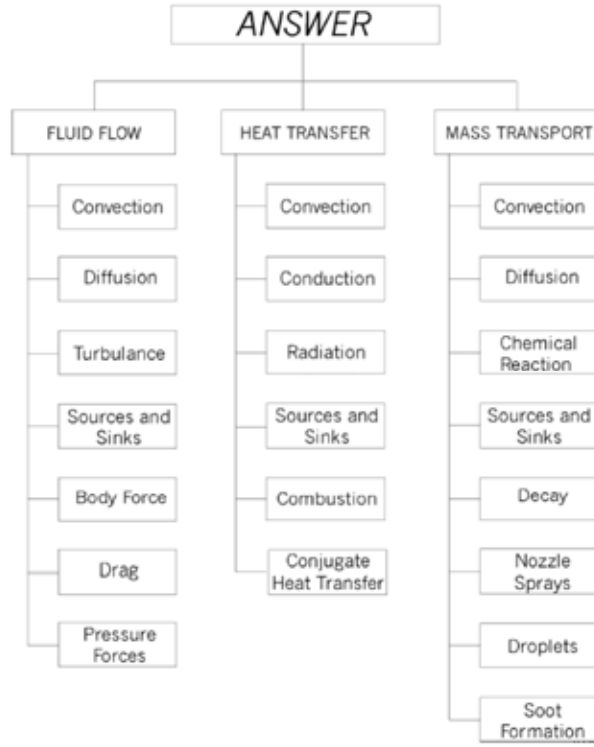 ANSWER
FLUID FLOW
Convection
Diffusion
Turbulance
Sources and
Sinks
Body Force
Drag
Pressure
Forces
HEAT TRANSFER
Convection
Conduction
Radiation
Sources and
Sinks
Combustion
Conjugate
Heat Transfer
MASS TRANSPORT
Convection
Diffusion
Chemical
Reaction
Sources and
Sinks
Decay
Nozzle
Sprays
Droplets
Soot
Formation